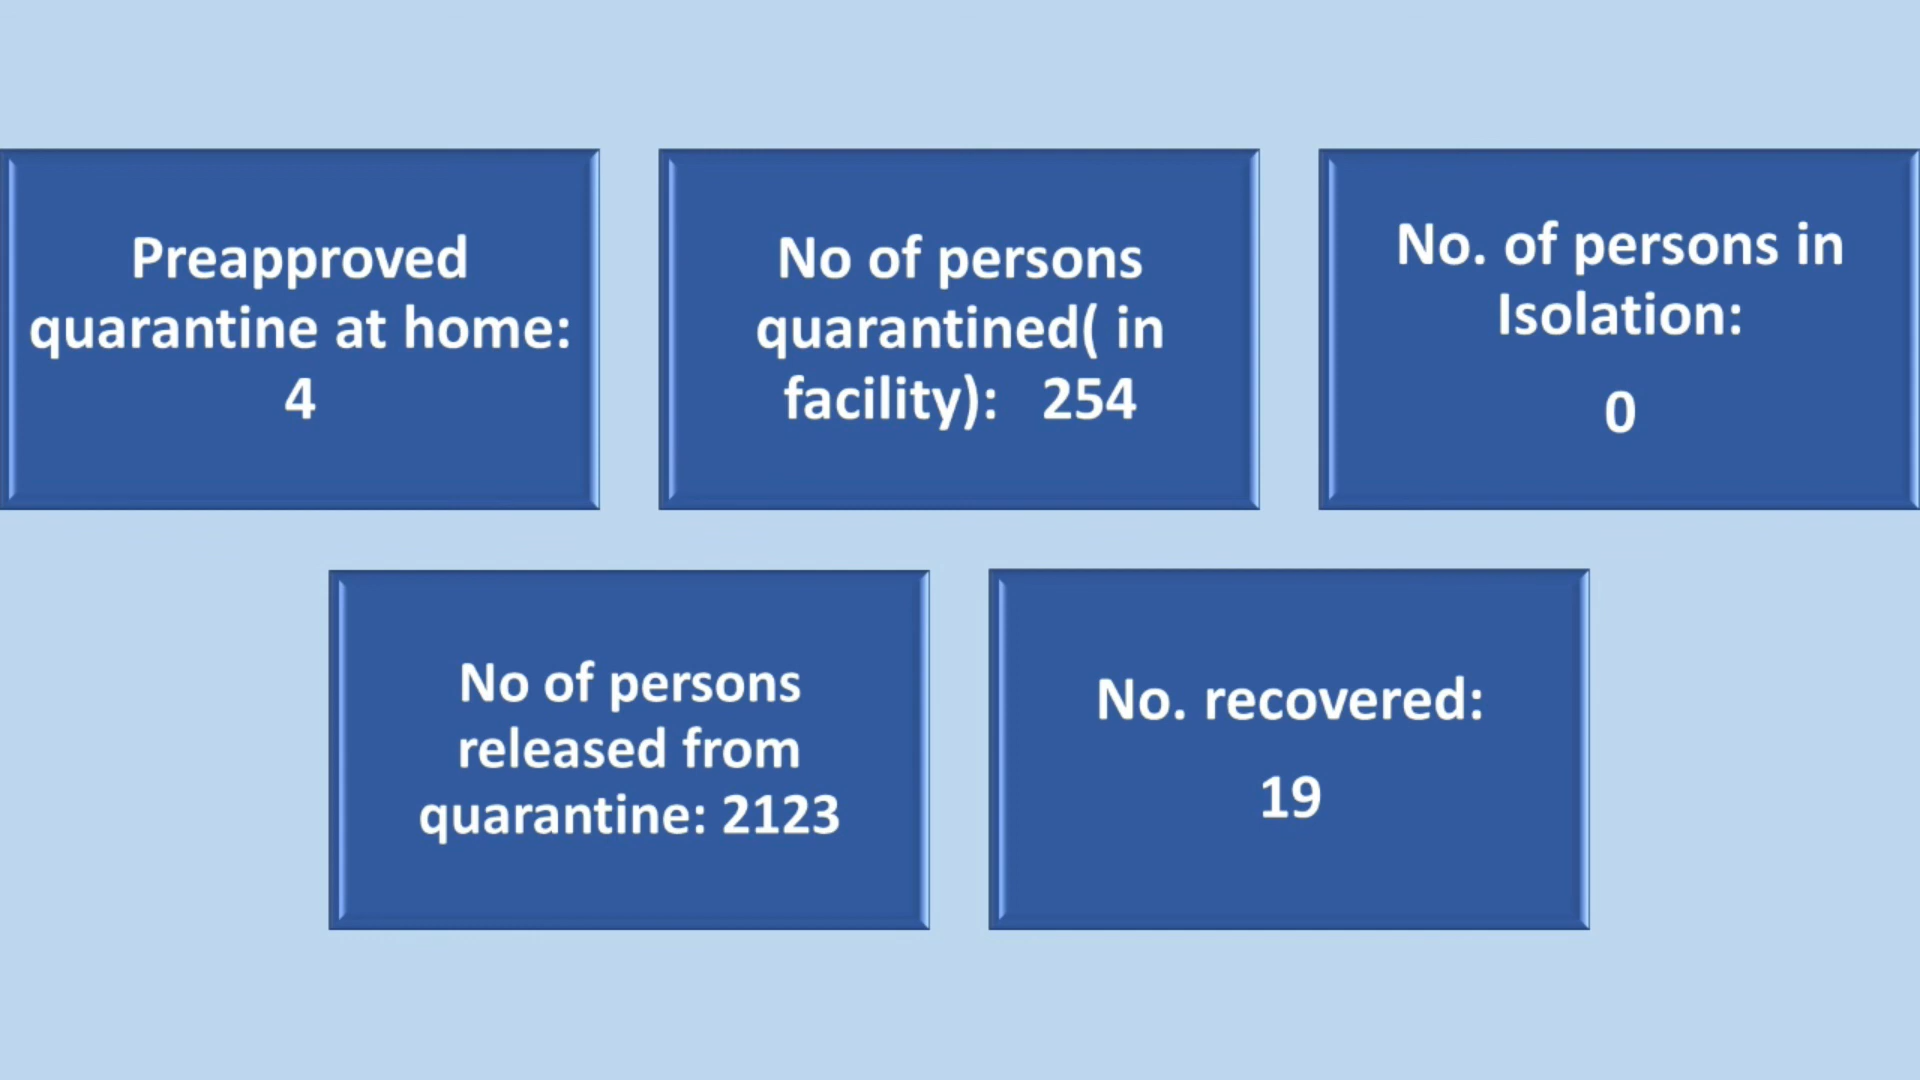 Preapproved
quarantine at home:
4
No of persons
quarantined( in
facility):   254
No. of persons in
Isolation:
0
No of persons
released from
quarantine: 2123
No. recovered:
19